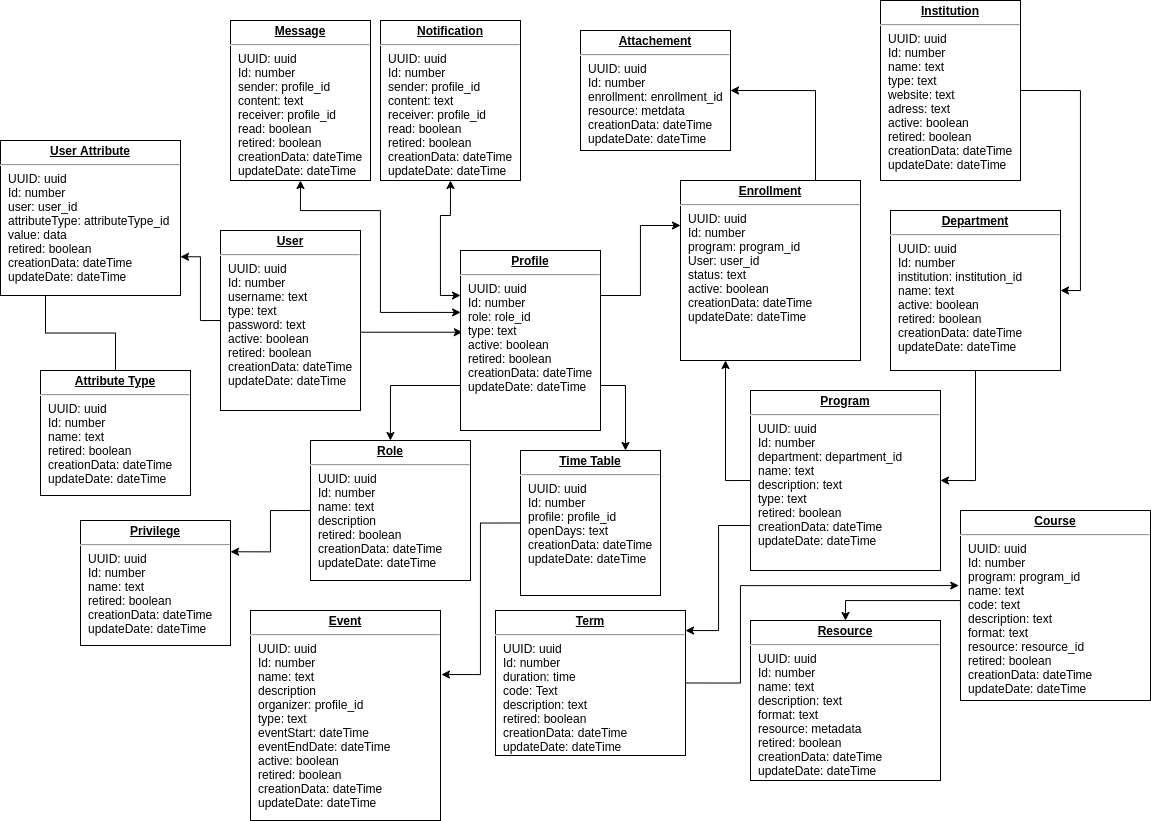 Message
UUID: uuid
Id: number
sender: profile_id
content: text
receiver: profile_id
read: boolean
retired: boolean
creationData: dateTime
updateDate: dateTime
Notification
UUID: uuid
Id: number
sender: profile_id
content: text
receiver: profile_id
read: boolean
retired: boolean
creationData: dateTime
updateDate: dateTime
Attachement
UUID: uuid
Id: number
enrollment: enrollment_id
resource: metdata
creationData: dateTime
updateDate: dateTime
Institution
UUID: uuid
Id: number
name: text
type: text
website: text
adress: text
active: boolean
retired: boolean
creationData: dateTime
updateDate: dateTime
User Attribute
UUID: uuid
Id: number
user: user_id
attributeType: attributeType_id
value: data
retired: boolean
creationData: dateTime
updateDate: dateTime
User
UUID: uuid
Id: number
username: text
type: text
password: text
active: boolean
retired: boolean
creationData: dateTime
updateDate: dateTime
Profile
UUID: uuid
Id: number
role: role_id
type: text
active: boolean
retired: boolean
creationData: dateTime
updateDate: dateTime
Enrollment
UUID: uuid
Id: number
program: program_id
User: user_id
status: text
active: boolean
creationData: dateTime
updateDate: dateTime
Department
UUID: uuid
Id: number
institution: institution_id
name: text
active: boolean
retired: boolean
creationData: dateTime
updateDate: dateTime
Attribute Type
UUID: uuid
Id: number
name: text
retired: boolean
creationData: dateTime
updateDate: dateTime
Role
UUID: uuid
Id: number
name: text
description
retired: boolean
creationData: dateTime
updateDate: dateTime
Time Table
UUID: uuid
Id: number
profile: profile_id
openDays: text
creationData: dateTime
updateDate: dateTime
Program
UUID: uuid
Id: number
department: department_id
name: text
description: text
type: text
retired: boolean
creationData: dateTime
updateDate: dateTime
Privilege
UUID: uuid
Id: number
name: text
retired: boolean
creationData: dateTime
updateDate: dateTime
Course
UUID: uuid
Id: number
program: program_id
name: text
code: text
description: text
format: text
resource: resource_id
retired: boolean
creationData: dateTime
updateDate: dateTime
Event
UUID: uuid
Id: number
name: text
description
organizer: profile_id
type: text
eventStart: dateTime
eventEndDate: dateTime
active: boolean
retired: boolean
creationData: dateTime
updateDate: dateTime
Term
UUID: uuid
Id: number
duration: time
code: Text
description: text
retired: boolean
creationData: dateTime
updateDate: dateTime
Resource
UUID: uuid
Id: number
name: text
description: text
format: text
resource: metadata
retired: boolean
creationData: dateTime
updateDate: dateTime